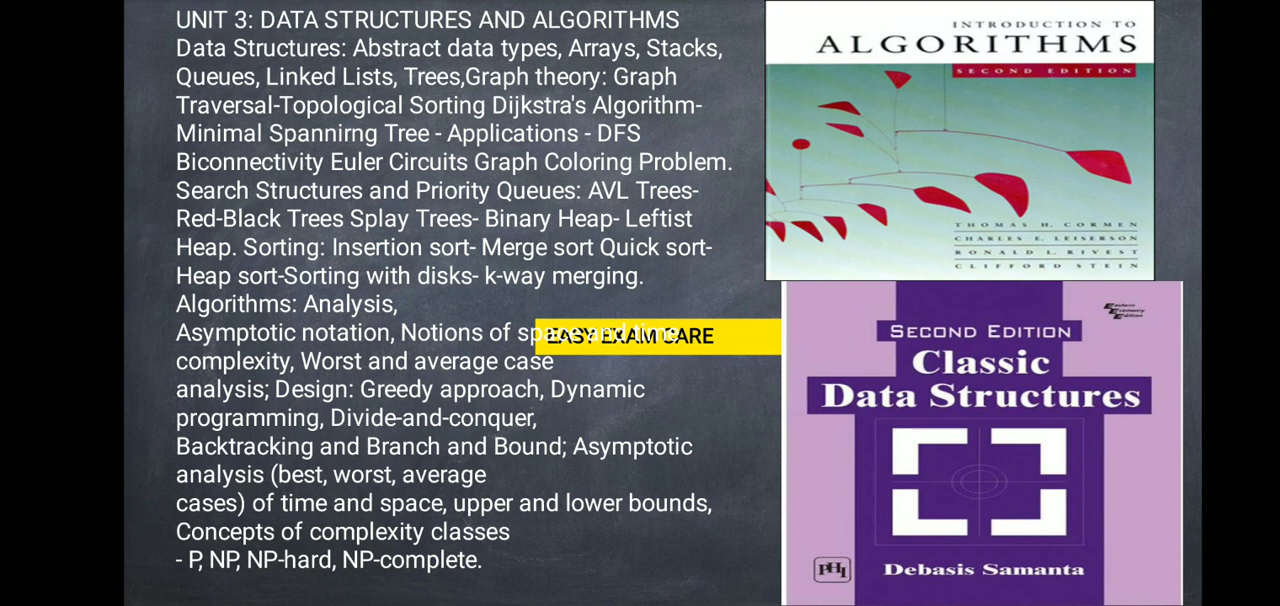 UNIT 3: DATA STRUCTURES AND ALGORITHMS
Data Structures: Abstract data types, Arrays, Stacks,
Queues, Linked Lists, Trees,Graph theory: Graph
Traversal-Topological Sorting Dijkstra's Algorithm-
Minimal Spannirng Tree - Applications - DFS
Biconnectivity Euler Circuits Graph Coloring Problem.
Search Structures and Priority Queues: AVL Trees-
Red-Black Trees Splay Trees- Binary Heap- Leftist
Heap. Sorting: Insertion sort- Merge sort Quick sort-
Heap sort-Sorting with disks- k-way merging.
Algorithms: Analysis,
Asymptotic notation, Notions of space and time
EASY EXAM CARE
complexity, Worst and average case
analysis; Design: Greedy approach, Dynamic
programming, Divide-and-conquer,
Backtracking and Branch and Bound; Asymptotic
analysis (best, worst, average
cases) of time and space, upper and lower bounds,
Concepts of complexity classes
- P, NP, NP-hard, NP-complete.
INTRODUCTION TO
ALGORITHMS
SECOND EDITION
THOMAS H. CORMEN
CHARLES E. LEISERSON
RONALD L. RIVEST
CLIFFORD STEIN
Eastern
Economy
Edition
SECOND EDITION
Classic
Data Structures
PHI
Debasis Samanta